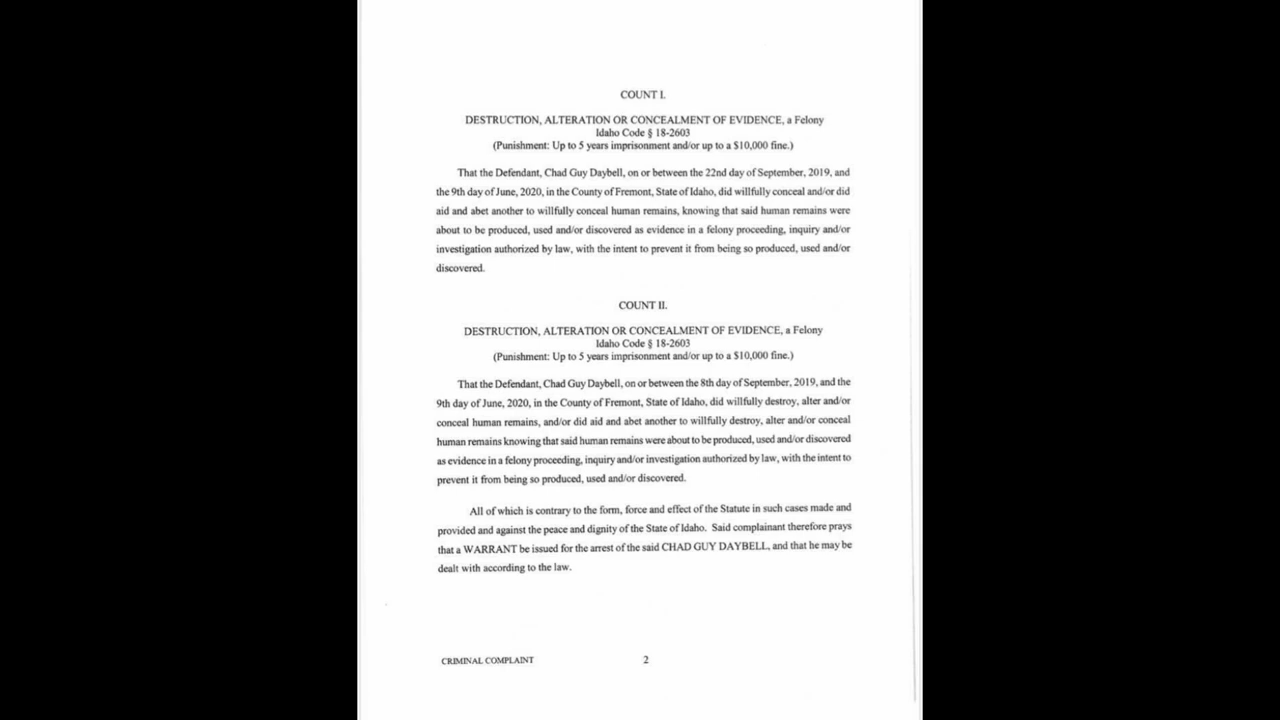 COUNT I.
DESTRUCTION, ALTERATION OR CONCEALMENT OF EVIDENCE, a Felony
Idaho Code § 18-2603
(Punishment: Up to 5 years imprisonment and/or up to a $10,000 fine.)
That the Defendant, Chad Guy Daybell, on or between the 22nd day of September, 2019, and
the 9th day of June, 2020, in the County of Fremont, State of Idaho, did willfully conceal and/or did
aid and abet another to willfully conceal human remains, knowing that said human remains were
about to be produced, used and/or discovered as evidence in a felony proceeding, inquiry and/or
investigation authorized by law, with the intent to prevent it from being so produced, used and/or
discovered.
COUNT II.
DESTRUCTION, ALTERATION OR CONCEALMENT OF EVIDENCE, a Felony
Idaho Code § 18-2603
(Punishment: Up to 5 years imprisonment and/or up to a $10,000 fine.)
That the Defendant, Chad Guy Daybell, on or between the 8th day of September, 2019, and the
9th day of June, 2020, in the County of Fremont, State of Idaho, did willfully destroy, alter and/or
conceal human remains, and/or did aid and abet another to willfully destroy, alter and/or conceal
human remains knowing that said human remains were about to be produced, used and/or discovered
as evidence in a felony proceeding, inquiry and/or investigation authorized by law, with the intent to
prevent it from being so produced, used and/or discovered.
All of which is contrary to the form, force and effect of the Statute in such cases made and
provided and against the peace and dignity of the State of Idaho. Said complainant therefore prays
that a WARRANT be issued for the arrest of the said CHAD GUY DAYBELL, and that he may be
dealt with according to the law.
CRIMINAL COMPLAINT 2